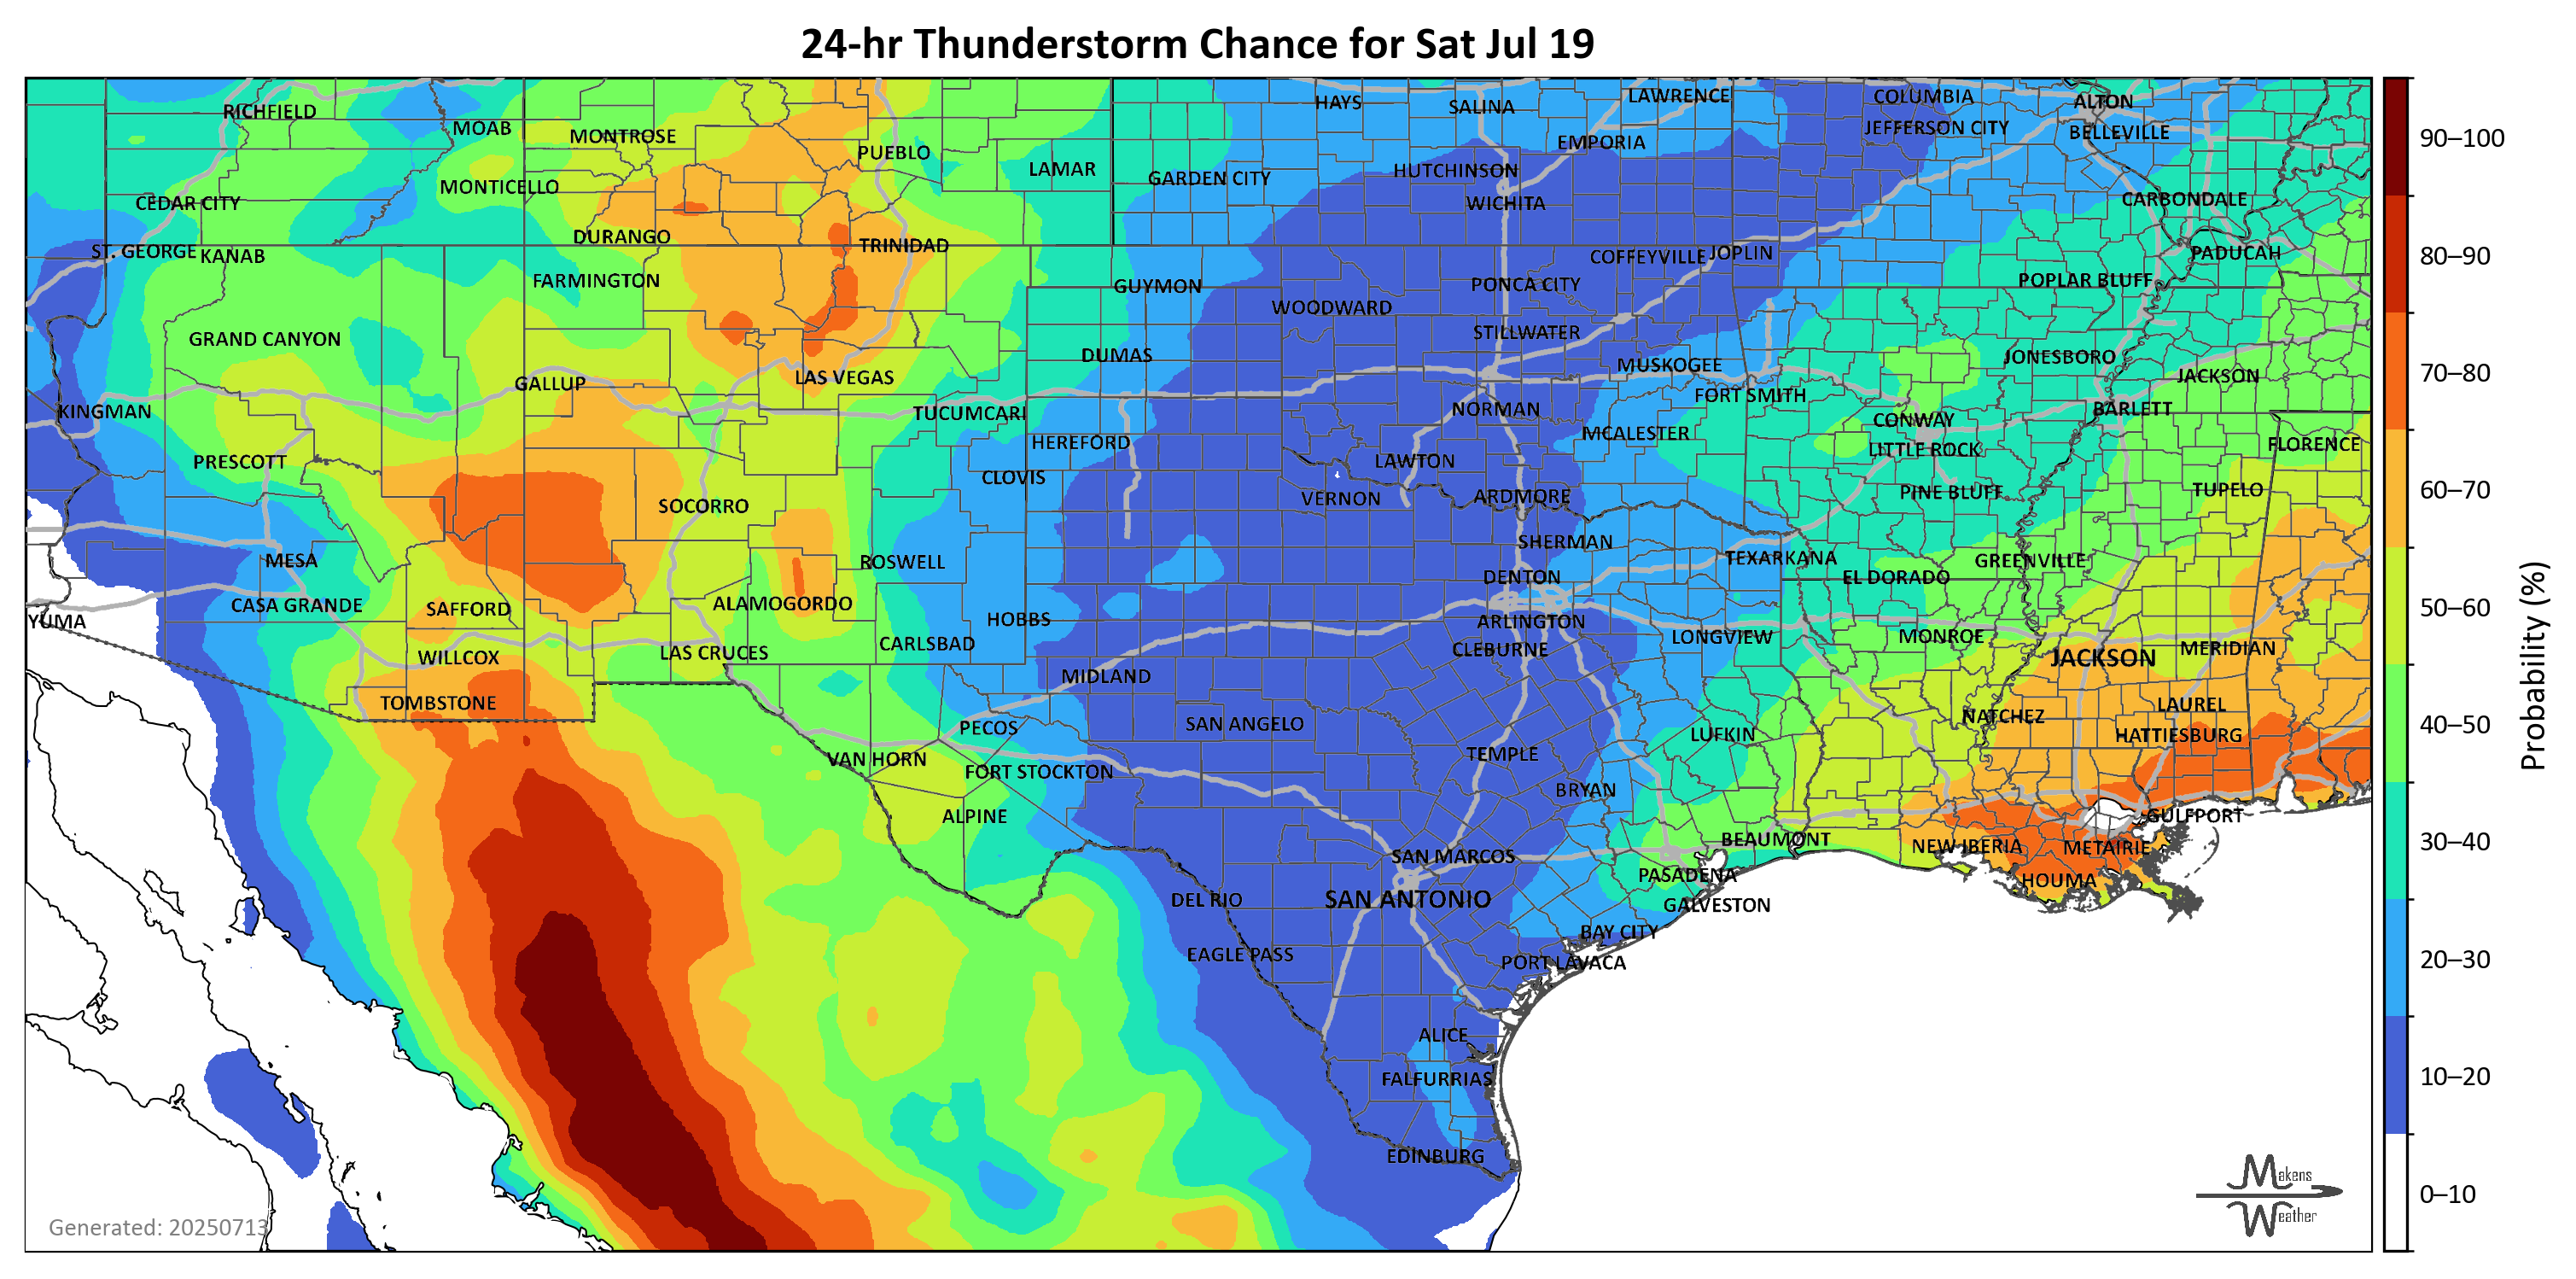 24-hr Thunderstorm Chance for Sat Jul 19
HAYS
SALINA
LAWRENCE
COLUMBIA
ALTON
RICHFIELD
MOAB
MONTROSE
PUEBLO
EMPORIA
JEFFERSON CITY
BELLEVILLE
90–100
LAMAR
GARDEN CITY
HUTCHINSON
MONTICELLO
CEDAR CITY
WICHITA
CARBONDALE
DURANGO
TRINIDAD
ST. GEORGE
KANAB
COFFEYVILLE
JOPLIN
PADUCAH
80–90
FARMINGTON
GUYMON
PONCA CITY
POPLAR BLUFF
WOODWARD
GRAND CANYON
STILLWATER
DUMAS
MUSKOGEE
JONESBORO
GALLUP
LAS VEGAS
FORT SMITH
JACKSON
70–80
KINGMAN
TUCUMCARI
NORMAN
CONWAY
BARLETT
HEREFORD
MCALESTER
LITTLE ROCK
FLORENCE
PRESCOTT
CLOVIS
LAWTON
SOCORRO
VERNON
ARDMORE
PINE BLUFF
TUPELO
60–70
MESA
ROSWELL
SHERMAN
TEXARKANA
GREENVILLE
DENTON
EL DORADO
CASA GRANDE
SAFFORD
ALAMOGORDO
HOBBS
50–60
YUMA
ARLINGTON
CARLSBAD
CLEBURNE
LONGVIEW
MONROE
WILLCOX
LAS CRUCES
JACKSON
MERIDIAN
Probability (%)
TOMBSTONE
MIDLAND
PECOS
SAN ANGELO
LUFKIN
NATCHEZ
LAUREL
40–50
VAN HORN
FORT STOCKTON
TEMPLE
HATTIESBURG
BRYAN
ALPINE
GULFPORT
SAN MARCOS
BEAUMONT
NEW IBERIA
METAIRIE
30–40
PASADENA
HOUMA
DEL RIO
SAN ANTONIO
GALVESTON
EAGLE PASS
BAY CITY
PORT LAVACA
20–30
ALICE
FALFURRIAS
10–20
EDINBURG
Makens
Weather
0–10
Generated: 20250713